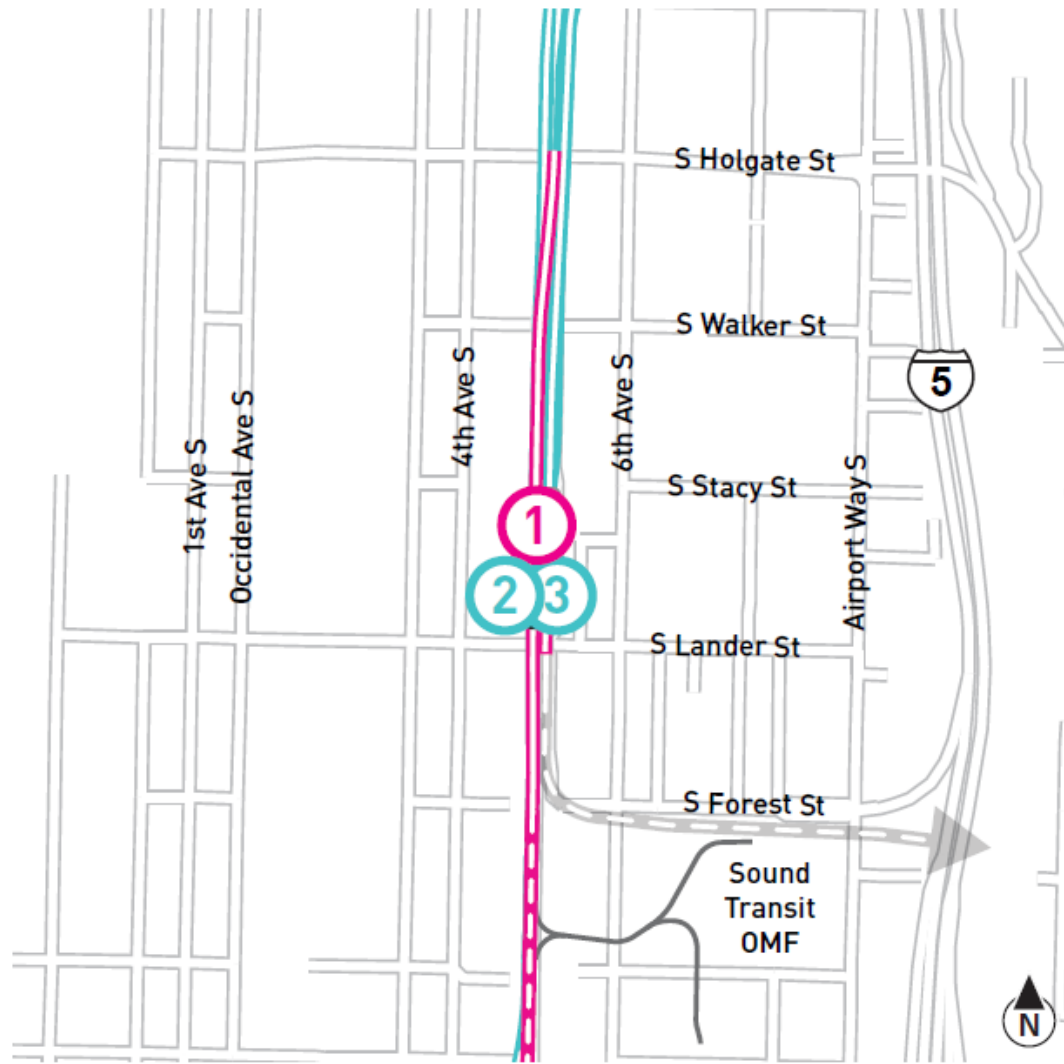 S Holgate St
S Walker St
4th Ave S
6th Ave S
5
1st Ave S
Occidental Ave S
S Stacy St
Airport Way S
1
2
3
S Lander St
S Forest St
Sound
Transit
OMF
N